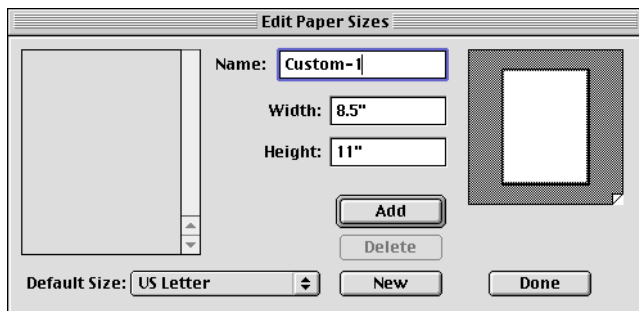 Edit Paper Sizes
Name: Custom-1
Width: 8.5"
Height: 11"
Add
Delete
Default Size: US Letter New Done